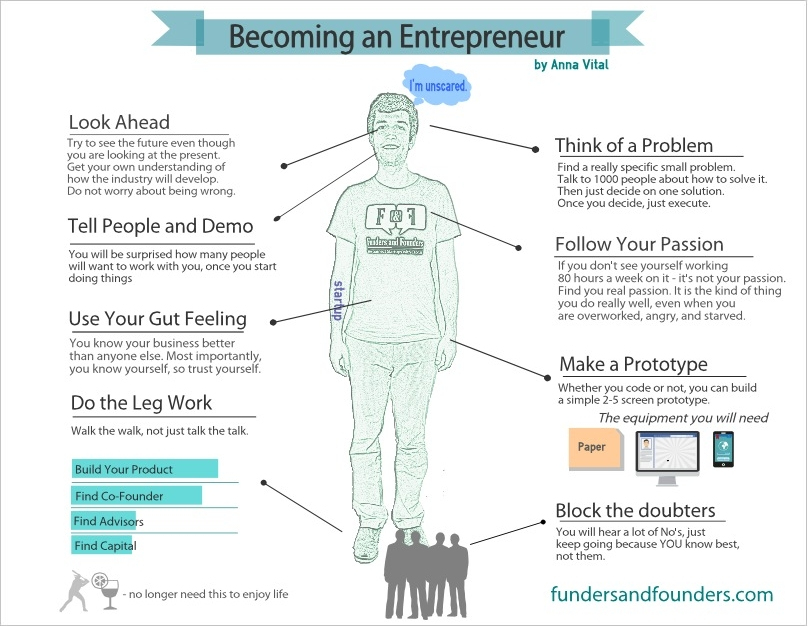 Becoming an Entrepreneur
by Anna Vital
I'm unscared.
Look Ahead
Try to see the future even though
you are looking at the present.
Get your own understanding of
how the industry will develop.
Do not worry about being wrong.
Tell People and Demo
You will be surprised how many people
will want to work with you, once you start
doing things
Use Your Gut Feeling
You know your business better
than anyone else. Most importantly,
you know yourself, so trust yourself.
Do the Leg Work
Walk the walk, not just talk the talk.
Build Your Product
Find Co-Founder
Find Advisors
Find Capital
- no longer need this to enjoy life
F & F
Funders and Founders
startup
Think of a Problem
Find a really specific small problem.
Talk to 1000 people about how to solve it.
Then just decide on one solution.
Once you decide, just execute.
Follow Your Passion
If you don't see yourself working
80 hours a week on it - it's not your passion.
Find you real passion. It is the kind of thing
you do really well, even when you
are overworked, angry, and starved.
Make a Prototype
Whether you code or not, you can build
a simple 2-5 screen prototype.
The equipment you will need
Paper
Block the doubters
You will hear a lot of No's, just
keep going because YOU know best,
not them.
fundersandfounders.com